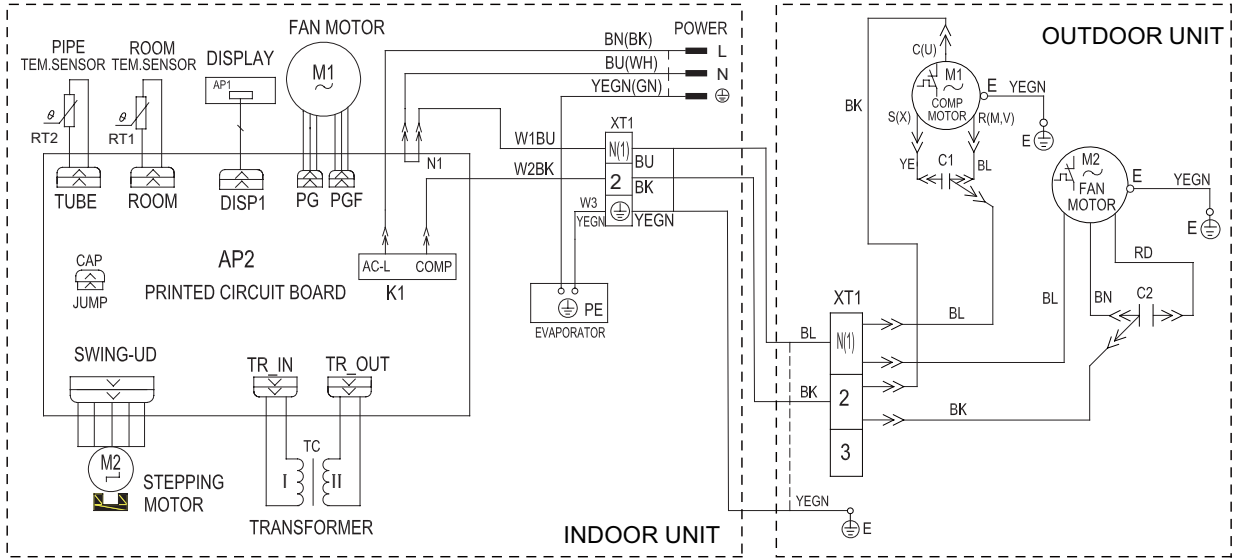 FAN MOTOR
POWER
OUTDOOR UNIT
PIPE
TEM.SENSOR
ROOM
TEM.SENSOR
DISPLAY
AP1
M1
BN(BK)
L
BU(WH)
N
YEGN(GN)
θ
RT2
θ
RT1
N1
TUBE
ROOM
DISP1
PG
PGF
W1BU
W2BK
XT1
N(1)
BU
2
BK
W3
YEGN
YEGN
CAP
JUMP
AP2
PRINTED CIRCUIT BOARD
AC-L
COMP
K1
PE
EVAPORATOR
SWING-UD
TR_IN
TR_OUT
M2
STEPPING
MOTOR
TC
I
II
TRANSFORMER
INDOOR UNIT
C(U)
M1
COMP
MOTOR
E
YEGN
BK
S(X)
R(M,V)
E
YE
C1
BL
M2
FAN
MOTOR
E
YEGN
E
RD
XT1
BL
BL
BN
C2
BL
N(1)
BK
2
BK
3
YEGN
E